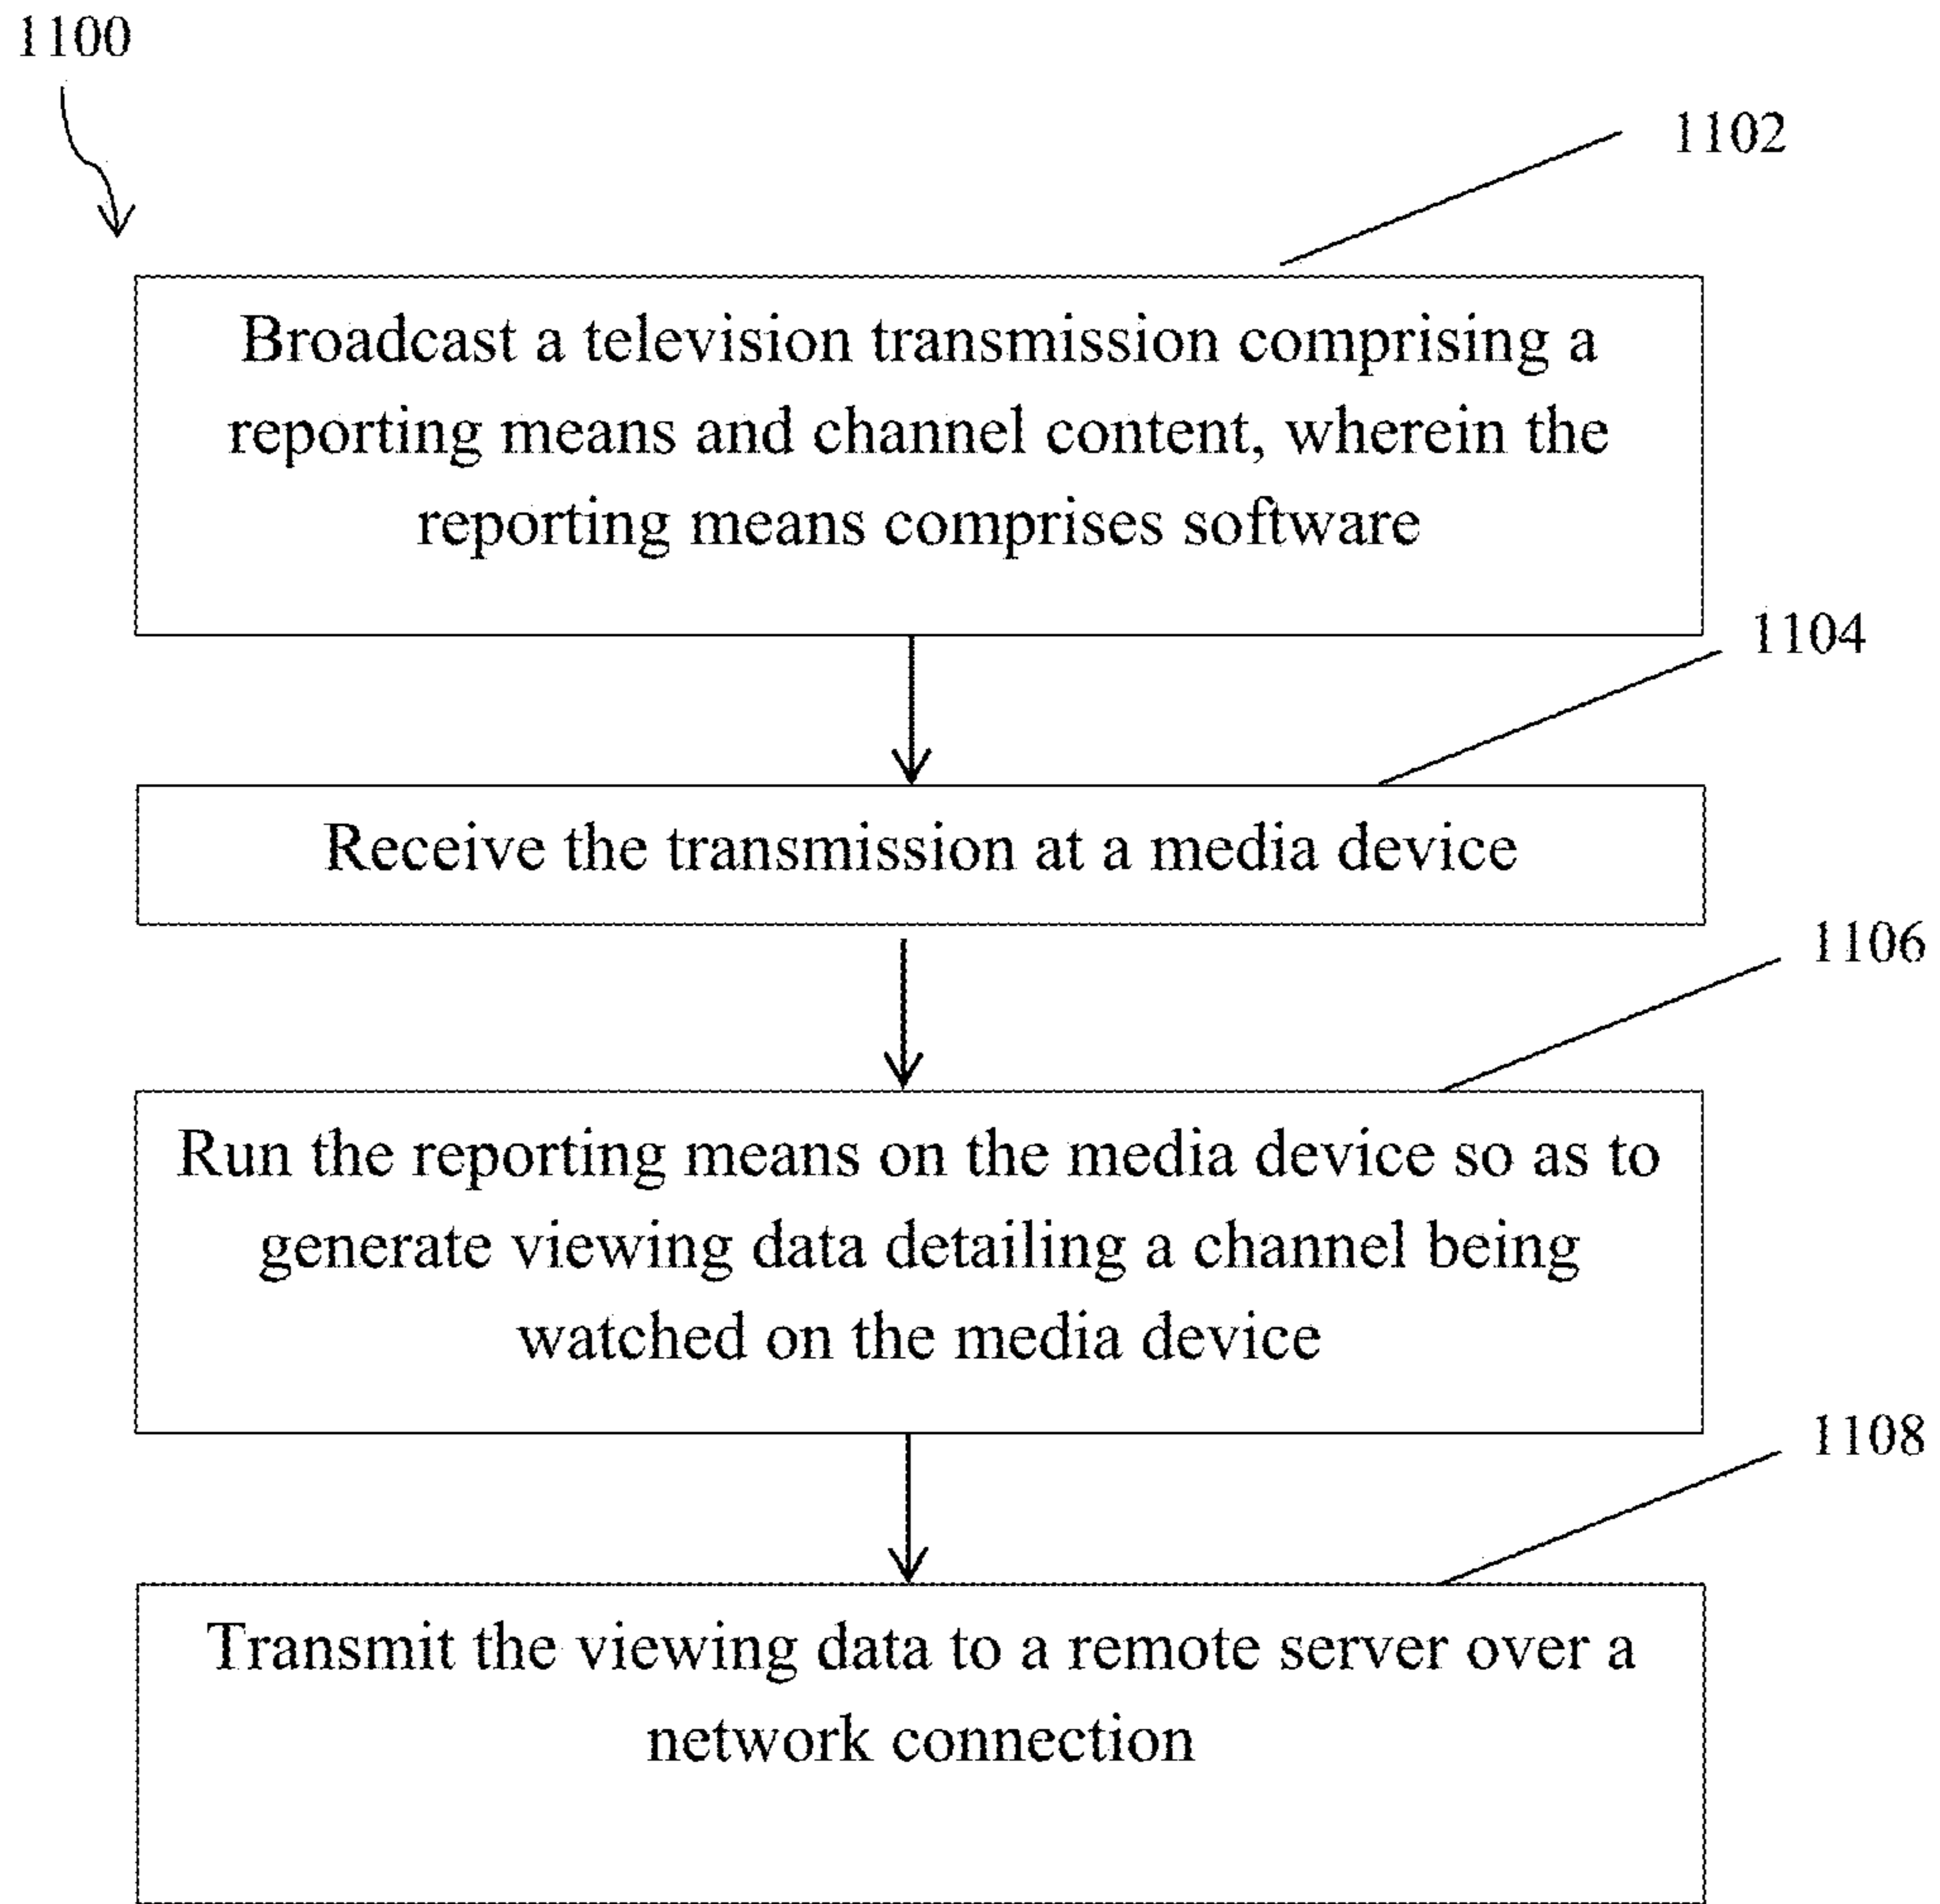 1100
1102
Broadcast a television transmission comprising a
reporting means and channel content, wherein the
reporting means comprises software
1104
Receive the transmission at a media device
1106
Run the reporting means on the media device so as to
generate viewing data detailing a channel being
watched on the media device
1108
Transmit the viewing data to a remote server over a
network connection